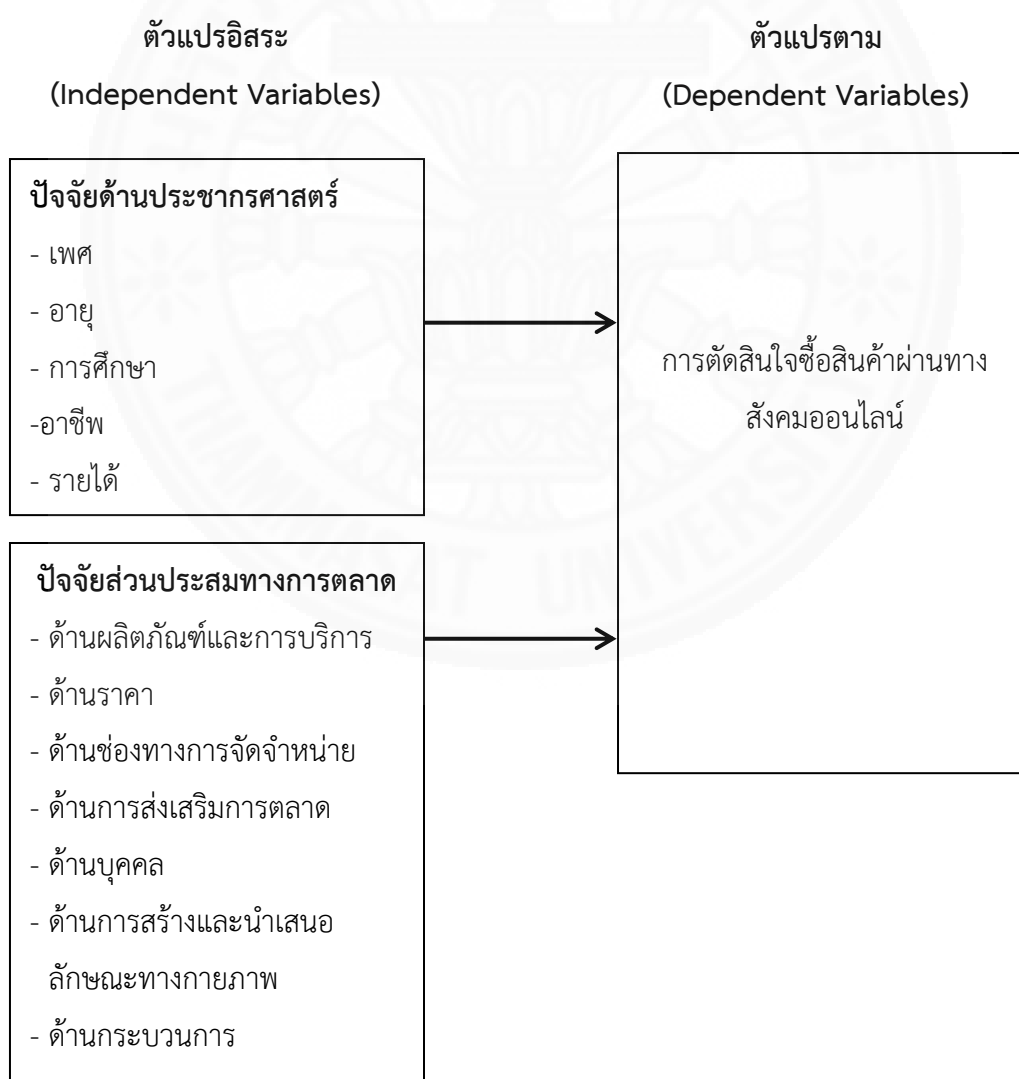 ตัวแปรอิสระ
(Independent Variables)
ตัวแปรตาม
(Dependent Variables)
ปัจจัยด้านประชากรศาสตร์
- เพศ
- อายุ
- การศึกษา
-อาชีพ
- รายได้
ปัจจัยส่วนประสมทางการตลาด
- ด้านผลิตภัณฑ์และการบริการ
- ด้านราคา
- ด้านช่องทางการจัดจำหน่าย
- ด้านการส่งเสริมการตลาด
- ด้านบุคคล
- ด้านการสร้างและนำเสนอ
ลักษณะทางกายภาพ
- ด้านกระบวนการ
การตัดสินใจซื้อสินค้าผ่านทาง
สังคมออนไลน์